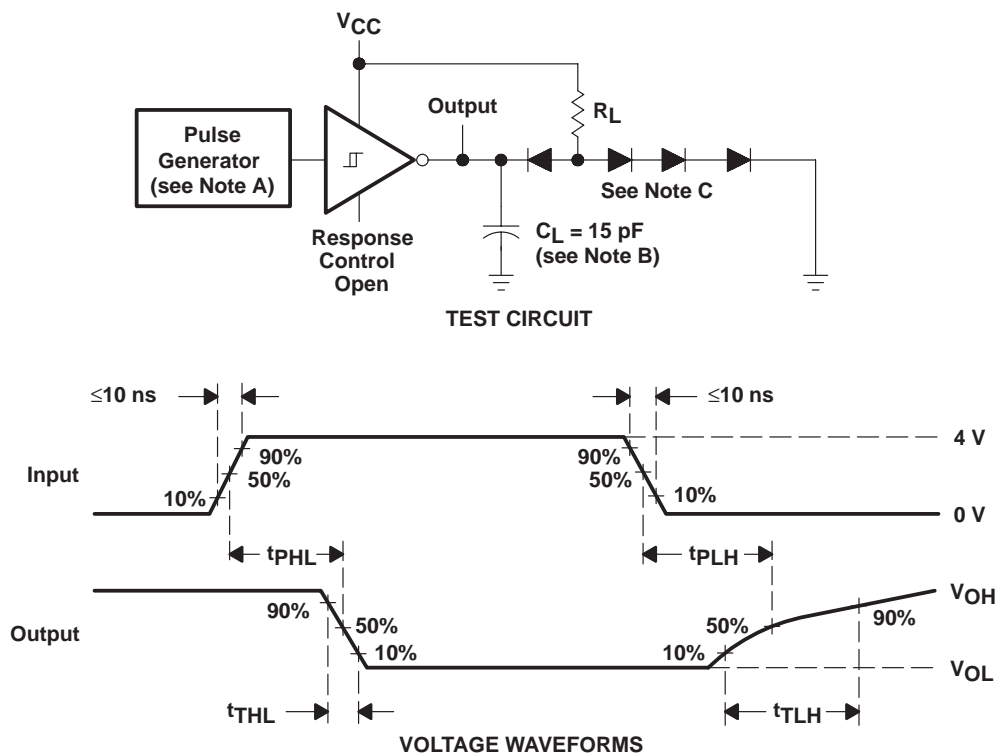 VCC
Pulse
Generator
(see Note A)
Output
RL
See Note C
CL = 15 pF
(see Note B)
Response
Control
Open
TEST CIRCUIT
≤10 ns
≤10 ns
Input
10%
90%
50%
90%
50%
10%
4 V
0 V
tPHL
tPLH
Output
90%
50%
10%
50%
10%
90%
VOH
VOL
tTHL
tTLH
VOLTAGE WAVEFORMS